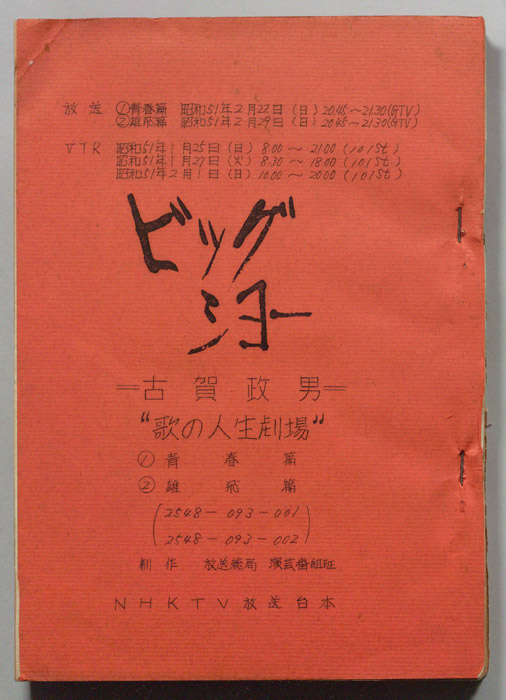 放送 ①青春篇 昭和51年2月22日(日)20.45〜21.30(GTV)
②雄飛篇 昭和51年2月29日(日)20.45〜21.30(GTV)
VTR 昭和51年1月25日(日)8.00〜21.00(101St)
昭和51年1月27日(火)8.30〜18.00(101St)
昭和51年2月1日(日)10.00〜20.00(101St)
ビッグ
ショー
=古賀政男=
“歌の人生劇場”
①青春篇
②雄飛篇
(2548-093-001
2548-093-002)
制作 放送総局 演芸番組班
NHKTV放送台本